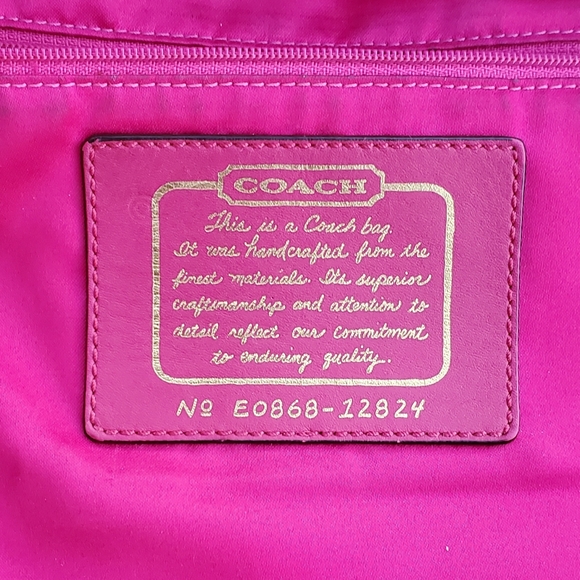 COACH
This is a Coach bag.
It was handcrafted from the
finest materials. Its superior
craftsmanship and attention to
detail reflect our commitment
to enduring quality.
Nº E0868-12824